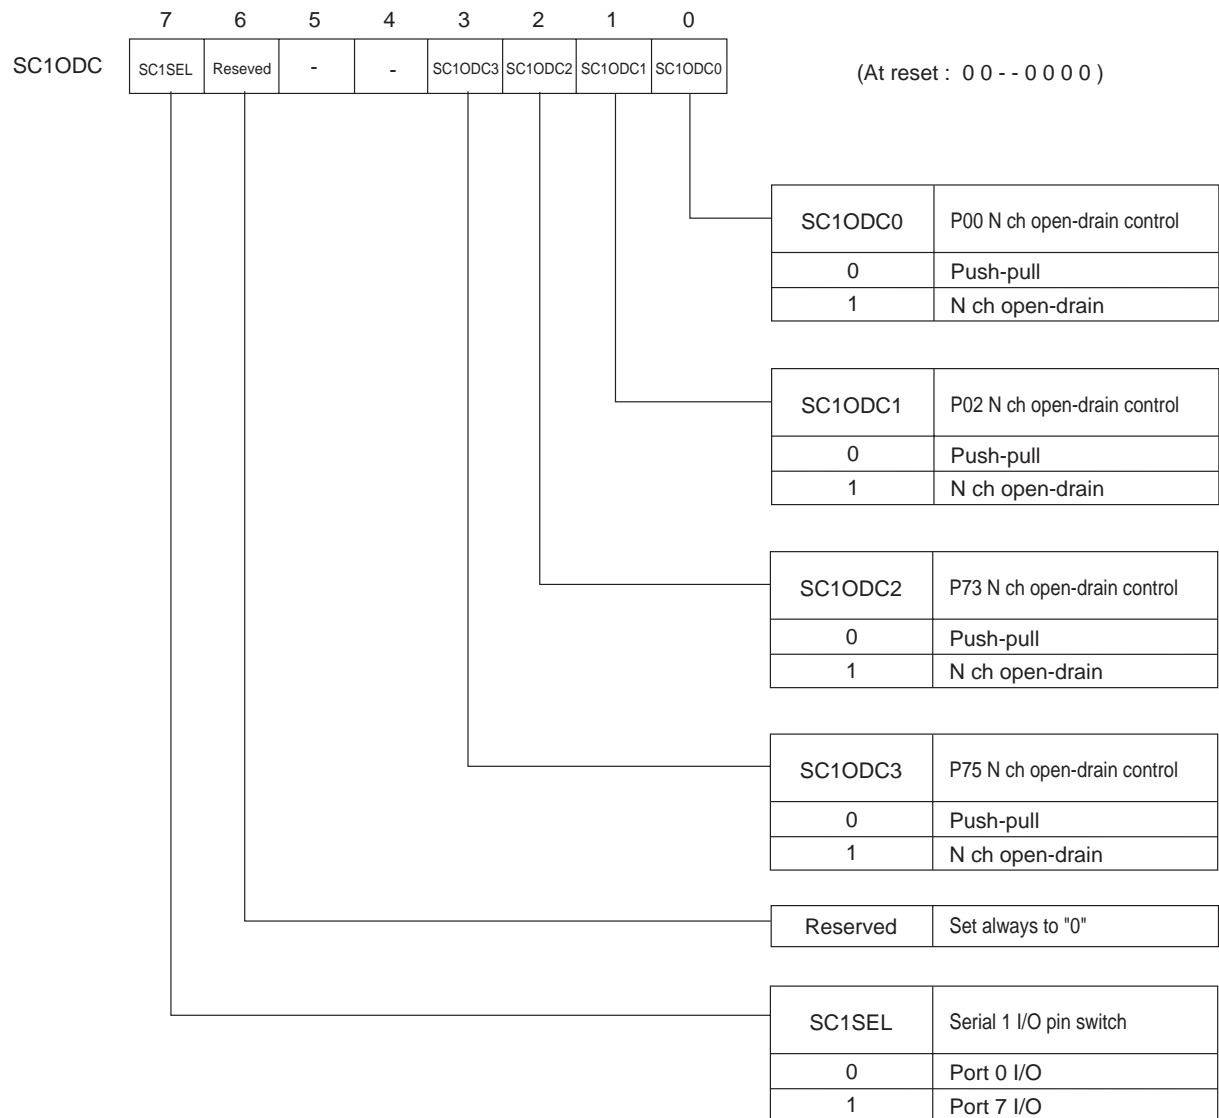 7 6 5 4 3 2 1 0
SC1ODC SC1SEL Reseved - - SC1ODC3 SC1ODC2 SC1ODC1 SC1ODC0 (At reset : 0 0 - - 0 0 0 0 )
SC1ODC0 P00 N ch open-drain control
0 Push-pull
1 N ch open-drain
SC1ODC1 P02 N ch open-drain control
0 Push-pull
1 N ch open-drain
SC1ODC2 P73 N ch open-drain control
0 Push-pull
1 N ch open-drain
SC1ODC3 P75 N ch open-drain control
0 Push-pull
1 N ch open-drain
Reserved Set always to "0"
SC1SEL Serial 1 I/O pin switch
0 Port 0 I/O
1 Port 7 I/O